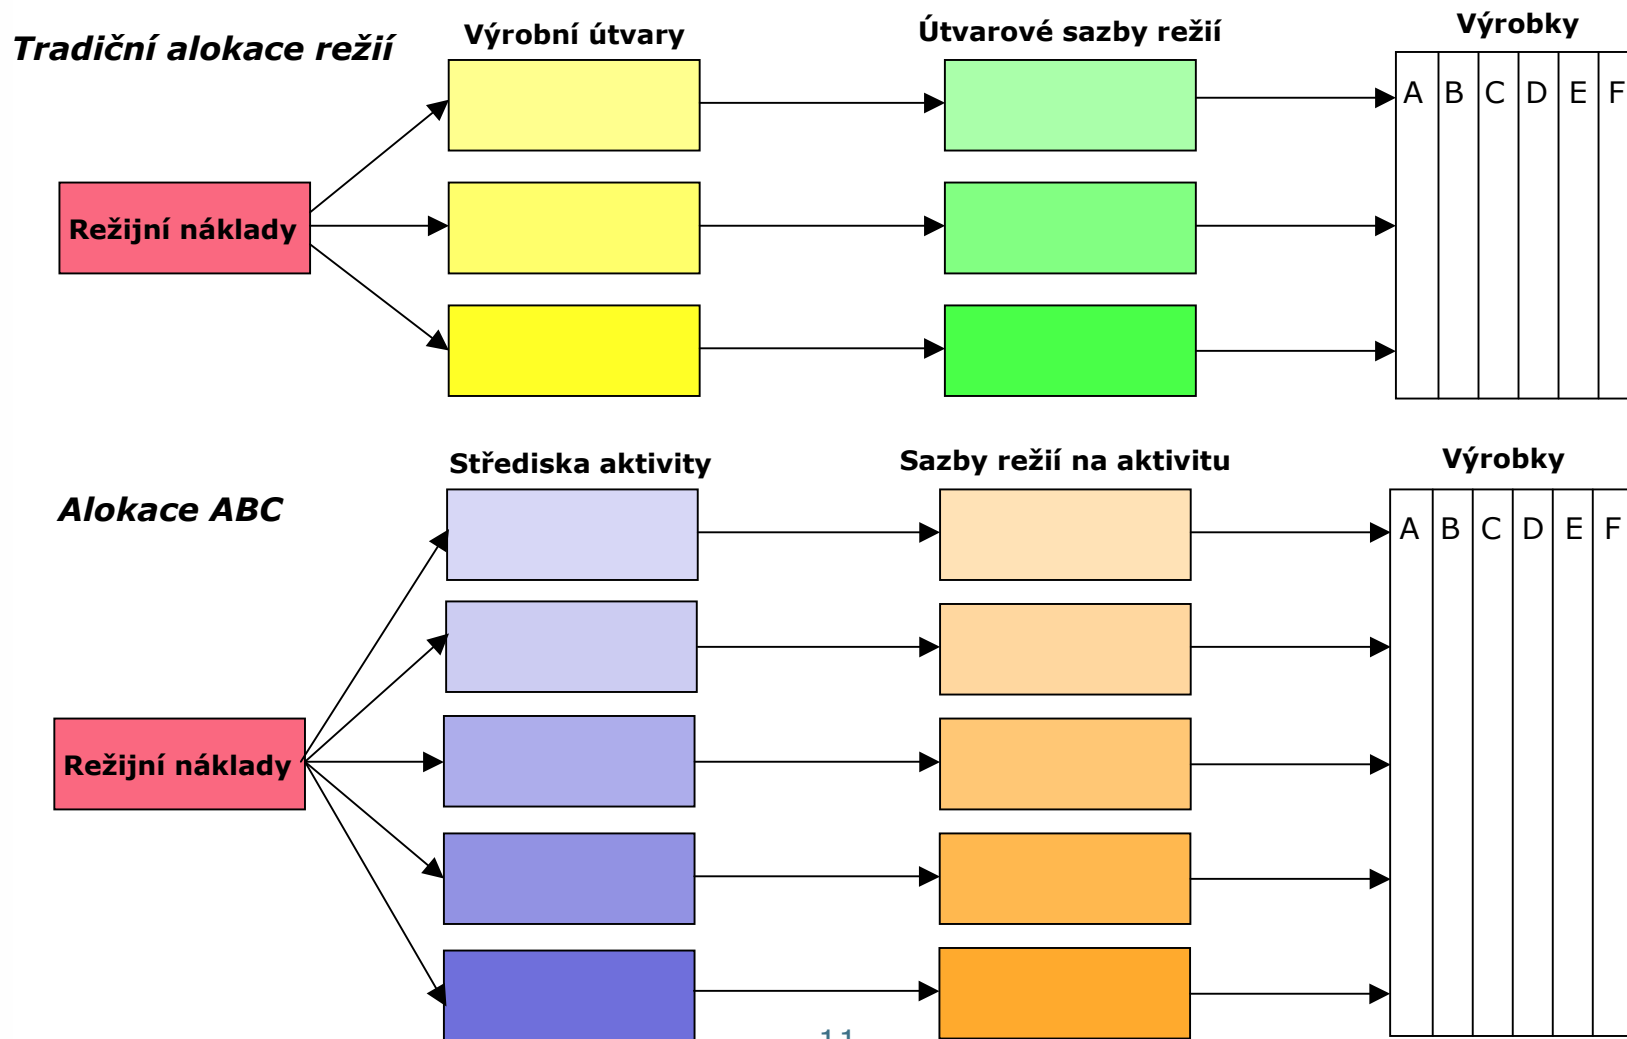 Tradiční alokace režií
Výrobní útvary
Útvarové sazby režií
Výrobky
A B C D E F
Režijní náklady
Střediska aktivity
Sazby režií na aktivitu
Výrobky
Alokace ABC
A B C D E F
Režijní náklady
11